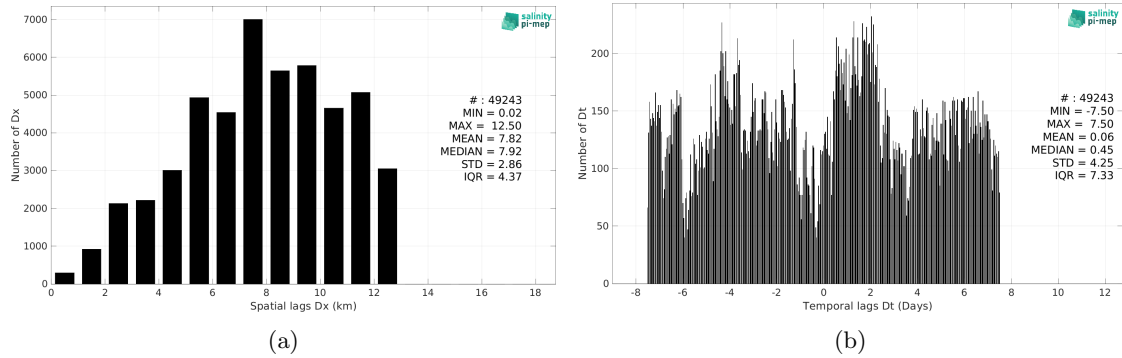 7000
6000
5000
4000
3000
2000
1000
0
Number of Dx
0 2 4 6 8 10 12 14 16 18
Spatial lags Dx (km)
salinity
pi-mep
# : 49243
MIN = 0.02
MAX = 12.50
MEAN = 7.82
MEDIAN = 7.92
STD = 2.86
IQR = 4.37
(a)
200
150
100
50
0
Number of Dt
-8 -6 -4 -2 0 2 4 6 8 10 12
Temporal lags Dt (Days)
salinity
pi-mep
# : 49243
MIN = -7.50
MAX = 7.50
MEAN = 0.06
MEDIAN = 0.45
STD = 4.25
IQR = 7.33
(b)